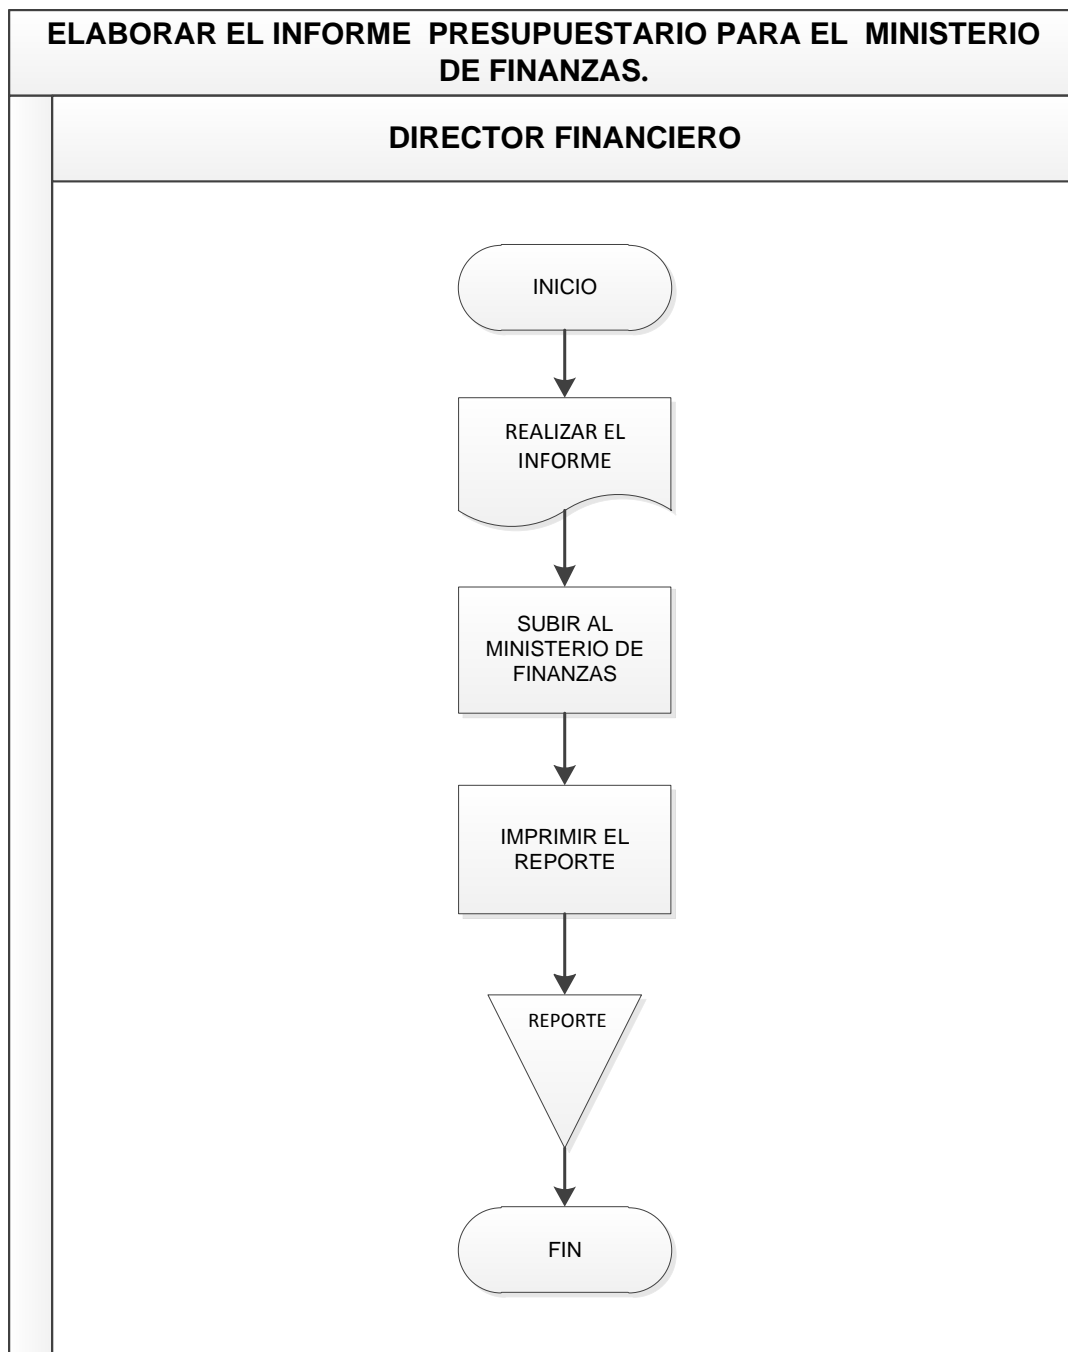 ELABORAR EL INFORME  PRESUPUESTARIO PARA EL  MINISTERIO
DE FINANZAS.
DIRECTOR FINANCIERO
INICIO
REALIZAR EL
INFORME
SUBIR AL
MINISTERIO DE
FINANZAS
IMPRIMIR EL
REPORTE
REPORTE
FIN